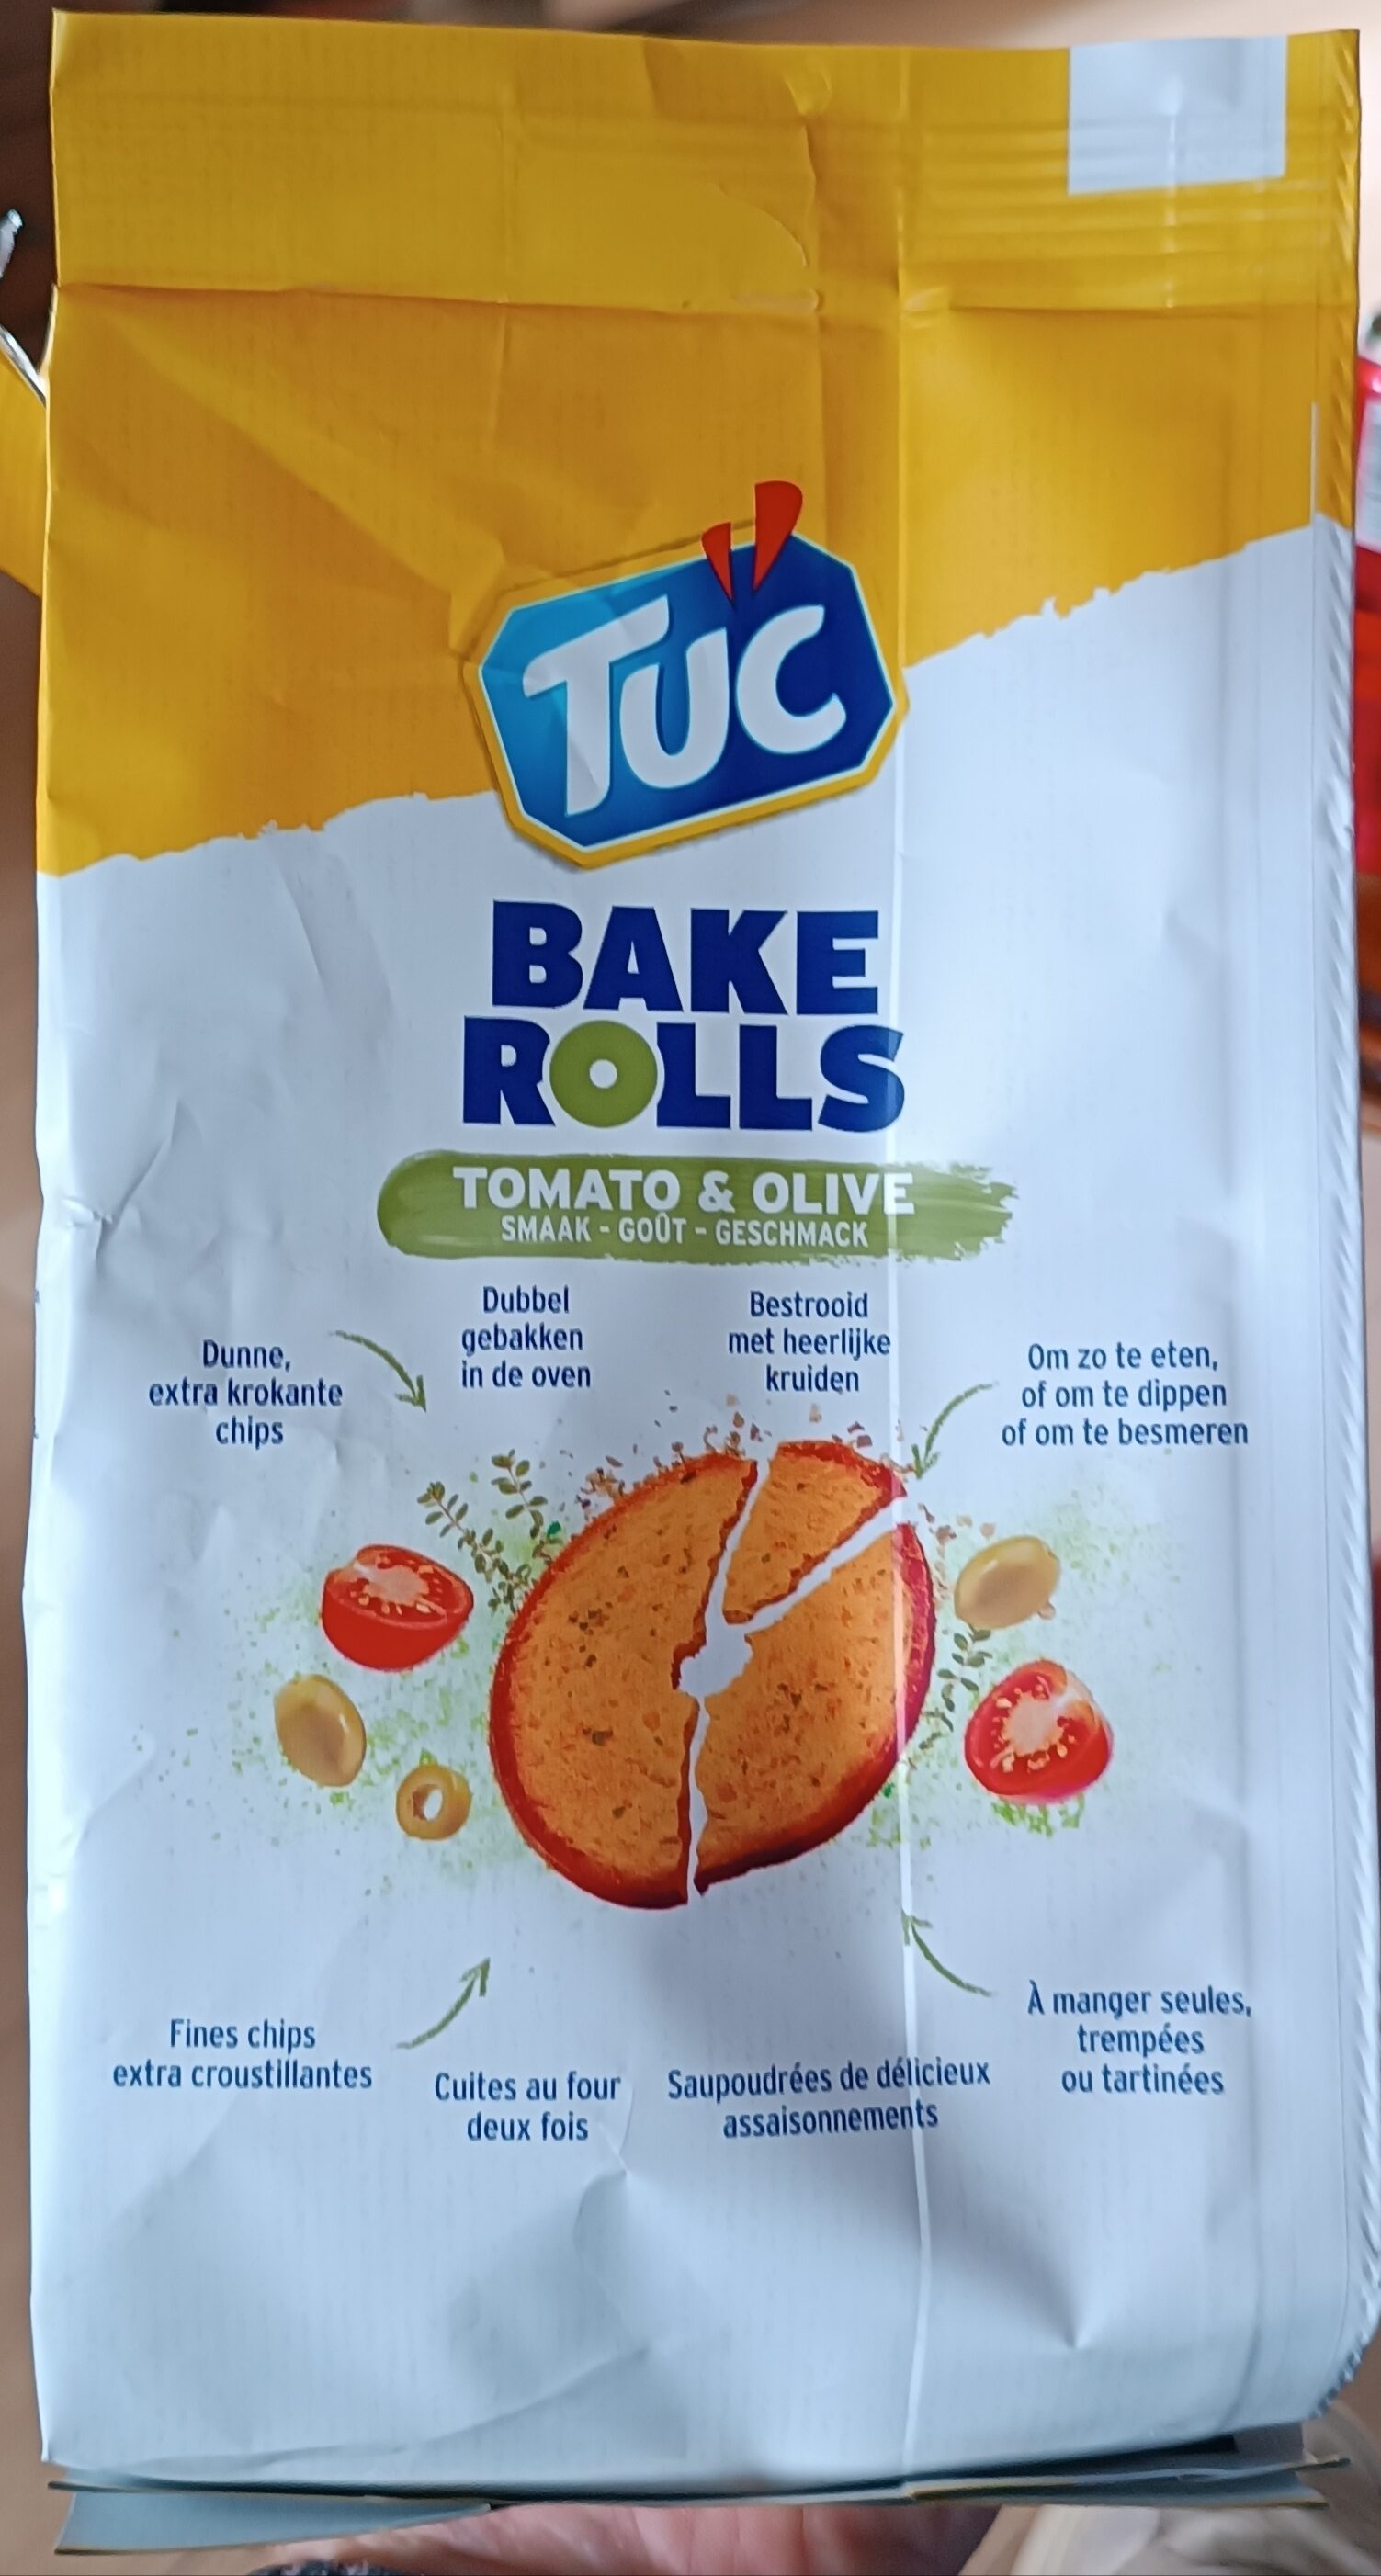 TUC
BAKE
ROLLS
TOMATO & OLIVE
SMAAK - GOÛT - GESCHMACK
Dunne,
extra krokante
chips
Dubbel
gebakken
in de oven
Bestrooid
met heerlijke
kruiden
Om zo te eten,
of om te dippen
of om te besmeren
Fines chips
extra croustillantes
Cuites au four
deux fois
Saupoudrées de délicieux
assaisonnements
À manger seules,
trempées
ou tartinées